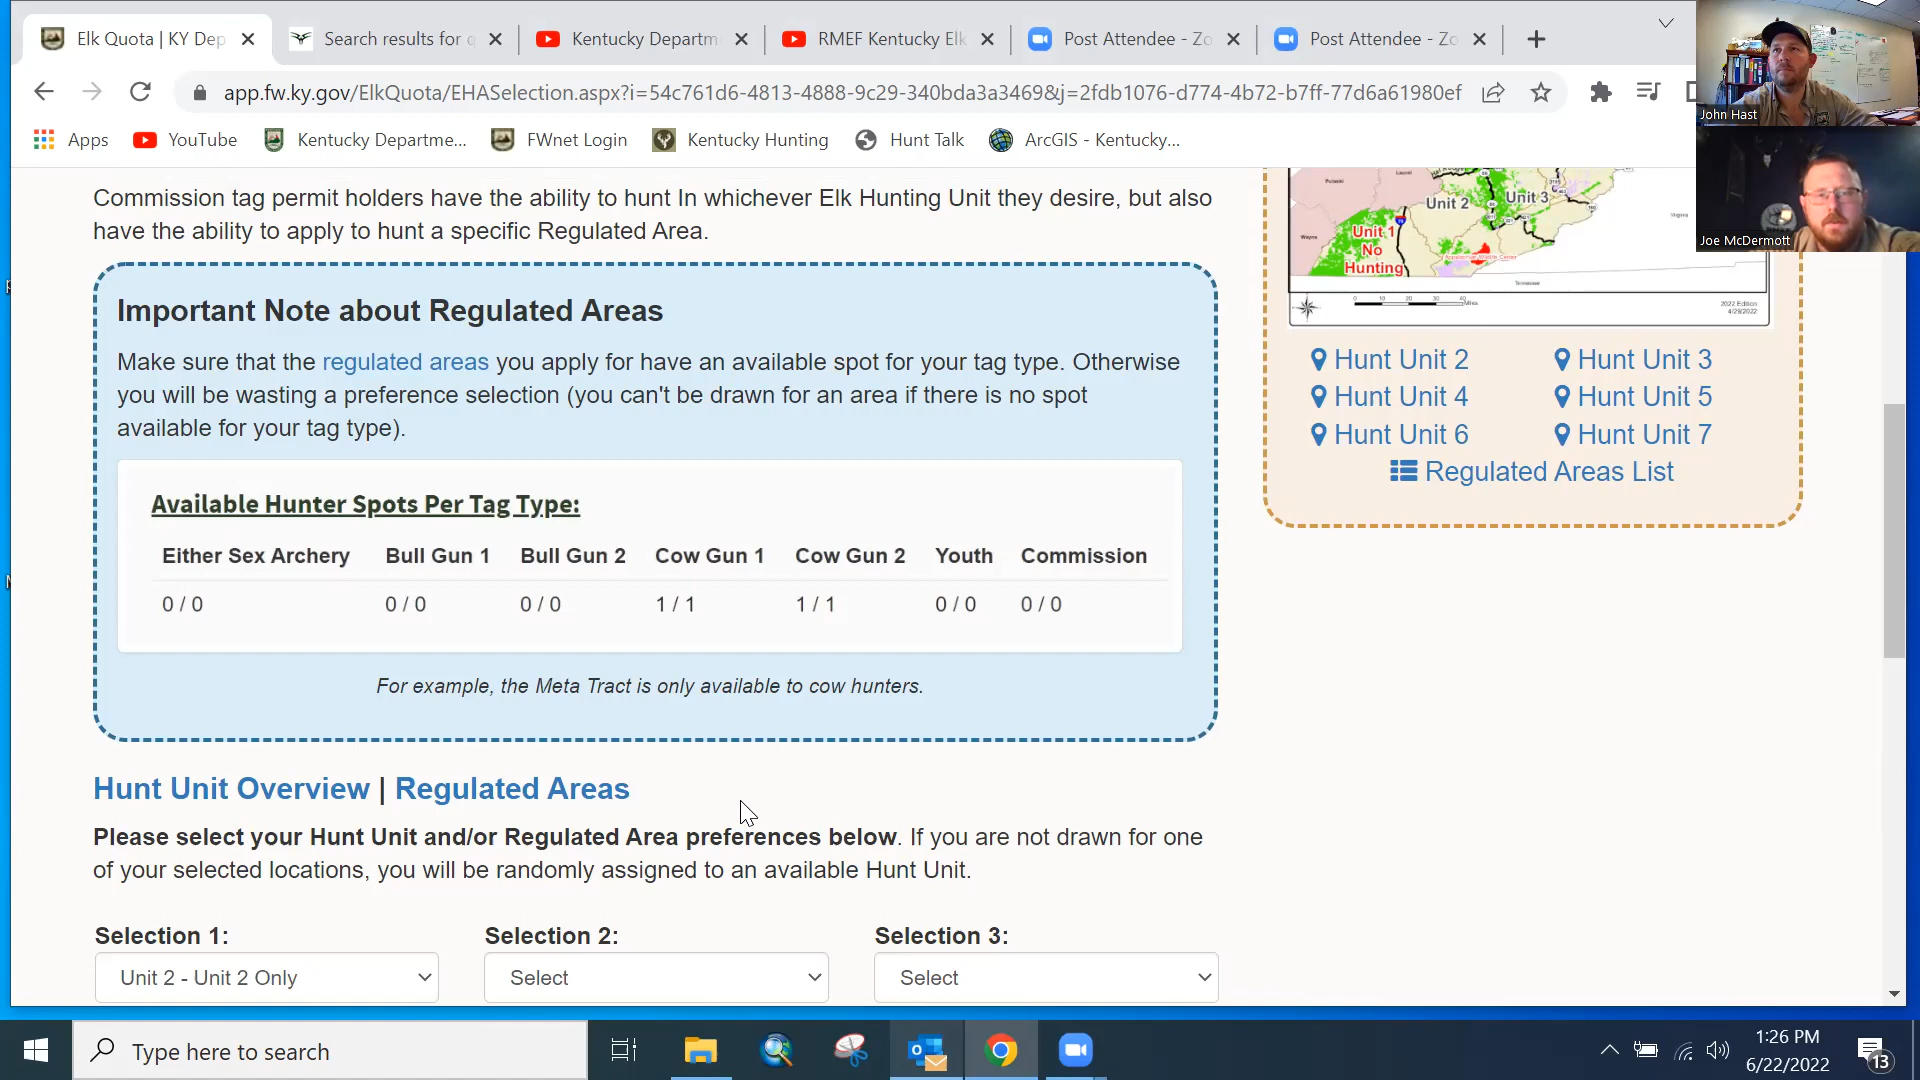 Elk Quota | KY Dep
Search results for
Kentucky Departm
RMEF Kentucky Elk
Post Attendee - Zo
Post Attendee - Zo
app.fw.ky.gov/ElkQuota/EHASelection.aspx?i=54c761d6-4813-4888-9c29-340bda3a3469&j=2fdb1076-d774-4b72-b7ff-77d6a61980ef
Apps
YouTube
Kentucky Departme...
FWnet Login
Kentucky Hunting
Hunt Talk
ArcGIS - Kentucky...
John Hast
Joe McDermott
Commission tag permit holders have the ability to hunt In whichever Elk Hunting Unit they desire, but also
have the ability to apply to hunt a specific Regulated Area.
Important Note about Regulated Areas
Make sure that the regulated areas you apply for have an available spot for your tag type. Otherwise
you will be wasting a preference selection (you can't be drawn for an area if there is no spot
available for your tag type).
Available Hunter Spots Per Tag Type:
Either Sex Archery Bull Gun 1 Bull Gun 2 Cow Gun 1 Cow Gun 2 Youth Commission
0 / 0 0 / 0 0 / 0 1 / 1 1 / 1 0 / 0 0 / 0
For example, the Meta Tract is only available to cow hunters.
Hunt Unit Overview | Regulated Areas
Please select your Hunt Unit and/or Regulated Area preferences below. If you are not drawn for one
of your selected locations, you will be randomly assigned to an available Hunt Unit.
Selection 1: Selection 2: Selection 3:
Unit 2 - Unit 2 Only Select Select
Unit 2
Unit 3
Unit 1
No
Hunting
Tennessee
2022 Edition
4/29/2022
Hunt Unit 2 Hunt Unit 3
Hunt Unit 4 Hunt Unit 5
Hunt Unit 6 Hunt Unit 7
Regulated Areas List
Type here to search
1:26 PM
6/22/2022
13